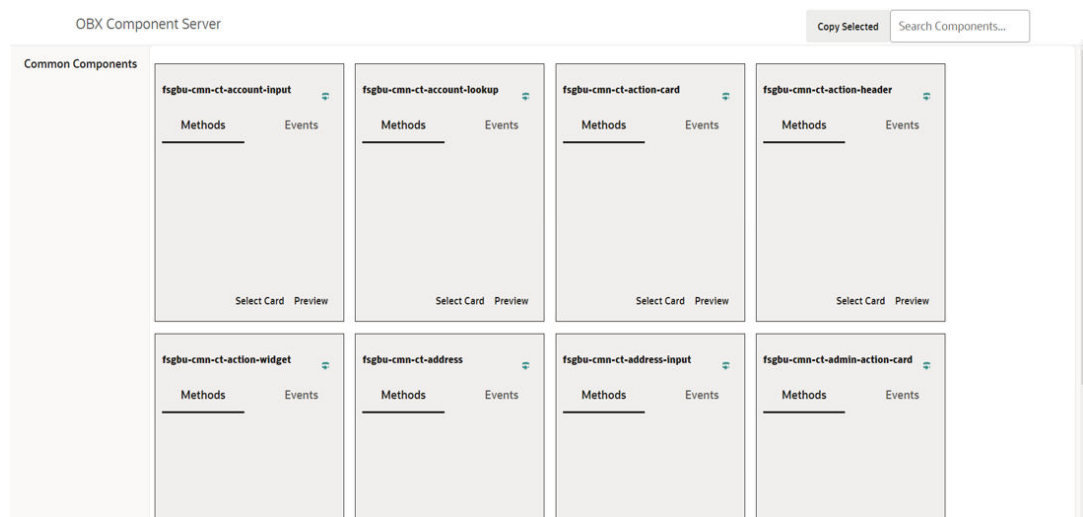 OBX Component Server
Copy Selected
Search Components...
Common Components
fsgbu-cmn-ct-account-input
fsgbu-cmn-ct-account-lookup
fsgbu-cmn-ct-action-card
fsgbu-cmn-ct-action-header
Methods Events
Methods Events
Methods Events
Methods Events
Select Card Preview
Select Card Preview
Select Card Preview
Select Card Preview
fsgbu-cmn-ct-action-widget
fsgbu-cmn-ct-address
fsgbu-cmn-ct-address-input
fsgbu-cmn-ct-admin-action-card
Methods Events
Methods Events
Methods Events
Methods Events